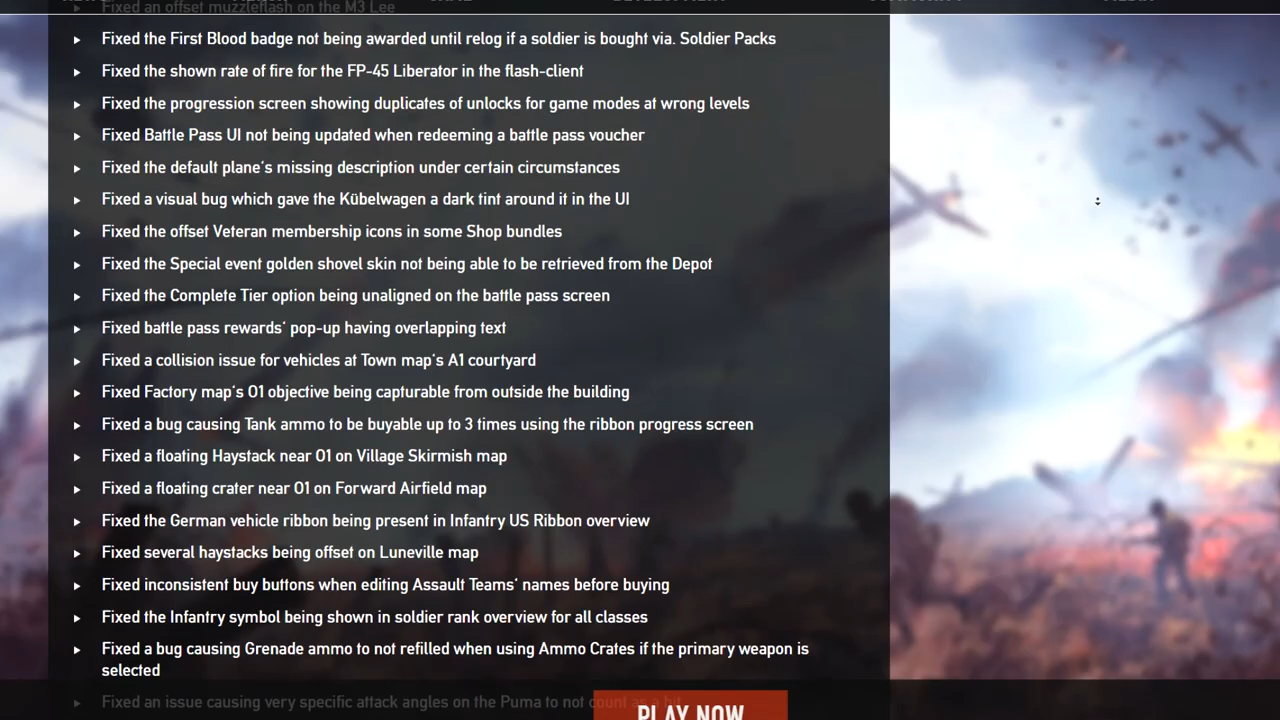 Fixed an offset muzzleflash on the M3 Lee
Fixed the First Blood badge not being awarded until relog if a soldier is bought via. Soldier Packs
Fixed the shown rate of fire for the FP-45 Liberator in the flash-client
Fixed the progression screen showing duplicates of unlocks for game modes at wrong levels
Fixed Battle Pass UI not being updated when redeeming a battle pass voucher
Fixed the default plane's missing description under certain circumstances
Fixed a visual bug which gave the Kübelwagen a dark tint around it in the UI
Fixed the offset Veteran membership icons in some Shop bundles
Fixed the Special event golden shovel skin not being able to be retrieved from the Depot
Fixed the Complete Tier option being unaligned on the battle pass screen
Fixed battle pass rewards' pop-up having overlapping text
Fixed a collision issue for vehicles at Town map's A1 courtyard
Fixed Factory map's O1 objective being capturable from outside the building
Fixed a bug causing Tank ammo to be buyable up to 3 times using the ribbon progress screen
Fixed a floating Haystack near O1 on Village Skirmish map
Fixed a floating crater near O1 on Forward Airfield map
Fixed the German vehicle ribbon being present in Infantry US Ribbon overview
Fixed several haystacks being offset on Luneville map
Fixed inconsistent buy buttons when editing Assault Teams' names before buying
Fixed the Infantry symbol being shown in soldier rank overview for all classes
Fixed a bug causing Grenade ammo to not refilled when using Ammo Crates if the primary weapon is
selected
Fixed an issue causing very specific attack angles on the Puma to not count as a hit
PLAY NOW